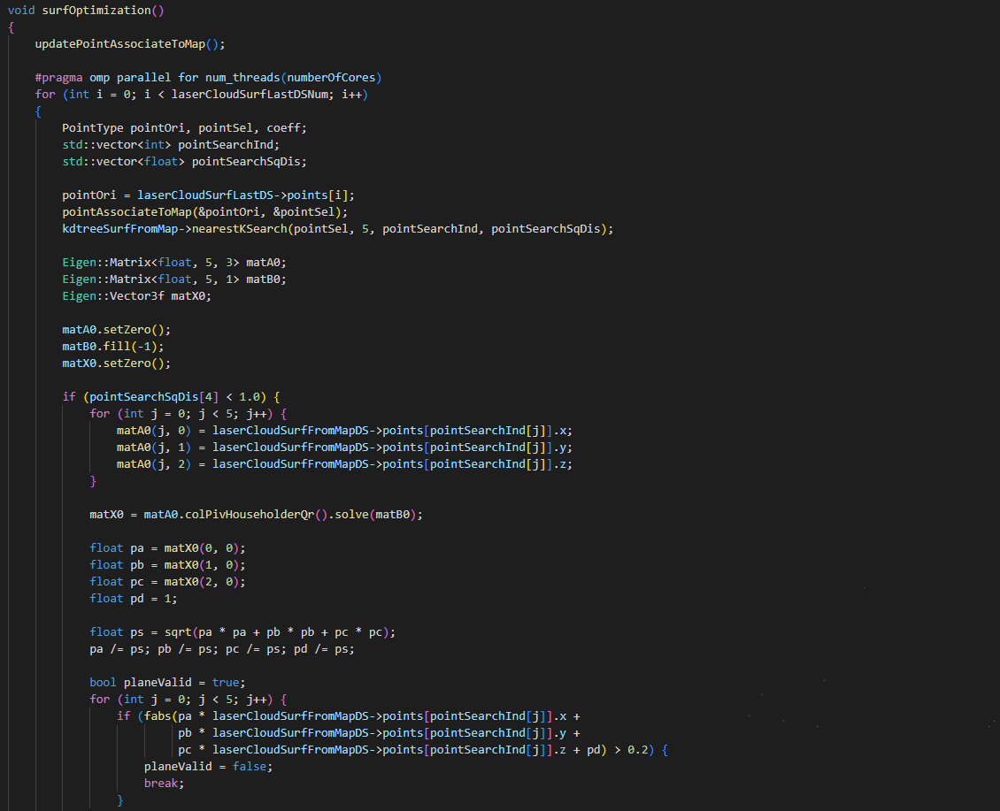 void surfOptimization()
{
    updatePointAssociateToMap();

    #pragma omp parallel for num_threads(numberOfCores)
    for (int i = 0; i < laserCloudSurfLastDSNum; i++)
    {
        PointType pointOri, pointSel, coeff;
        std::vector<int> pointSearchInd;
        std::vector<float> pointSearchSqDis;

        pointOri = laserCloudSurfLastDS->points[i];
        pointAssociateToMap(&pointOri, &pointSel);
        kdtreeSurfFromMap->nearestKSearch(pointSel, 5, pointSearchInd, pointSearchSqDis);

        Eigen::Matrix<float, 5, 3> matA0;
        Eigen::Matrix<float, 5, 1> matB0;
        Eigen::Vector3f matX0;

        matA0.setZero();
        matB0.fill(-1);
        matX0.setZero();

        if (pointSearchSqDis[4] < 1.0) {
            for (int j = 0; j < 5; j++) {
                matA0(j, 0) = laserCloudSurfFromMapDS->points[pointSearchInd[j]].x;
                matA0(j, 1) = laserCloudSurfFromMapDS->points[pointSearchInd[j]].y;
                matA0(j, 2) = laserCloudSurfFromMapDS->points[pointSearchInd[j]].z;
            }

            matX0 = matA0.colPivHouseholderQr().solve(matB0);

            float pa = matX0(0, 0);
            float pb = matX0(1, 0);
            float pc = matX0(2, 0);
            float pd = 1;

            float ps = sqrt(pa * pa + pb * pb + pc * pc);
            pa /= ps; pb /= ps; pc /= ps; pd /= ps;

            bool planeValid = true;
            for (int j = 0; j < 5; j++) {
                if (fabs(pa * laserCloudSurfFromMapDS->points[pointSearchInd[j]].x +
                         pb * laserCloudSurfFromMapDS->points[pointSearchInd[j]].y +
                         pc * laserCloudSurfFromMapDS->points[pointSearchInd[j]].z + pd) > 0.2) {
                    planeValid = false;
                    break;
                }